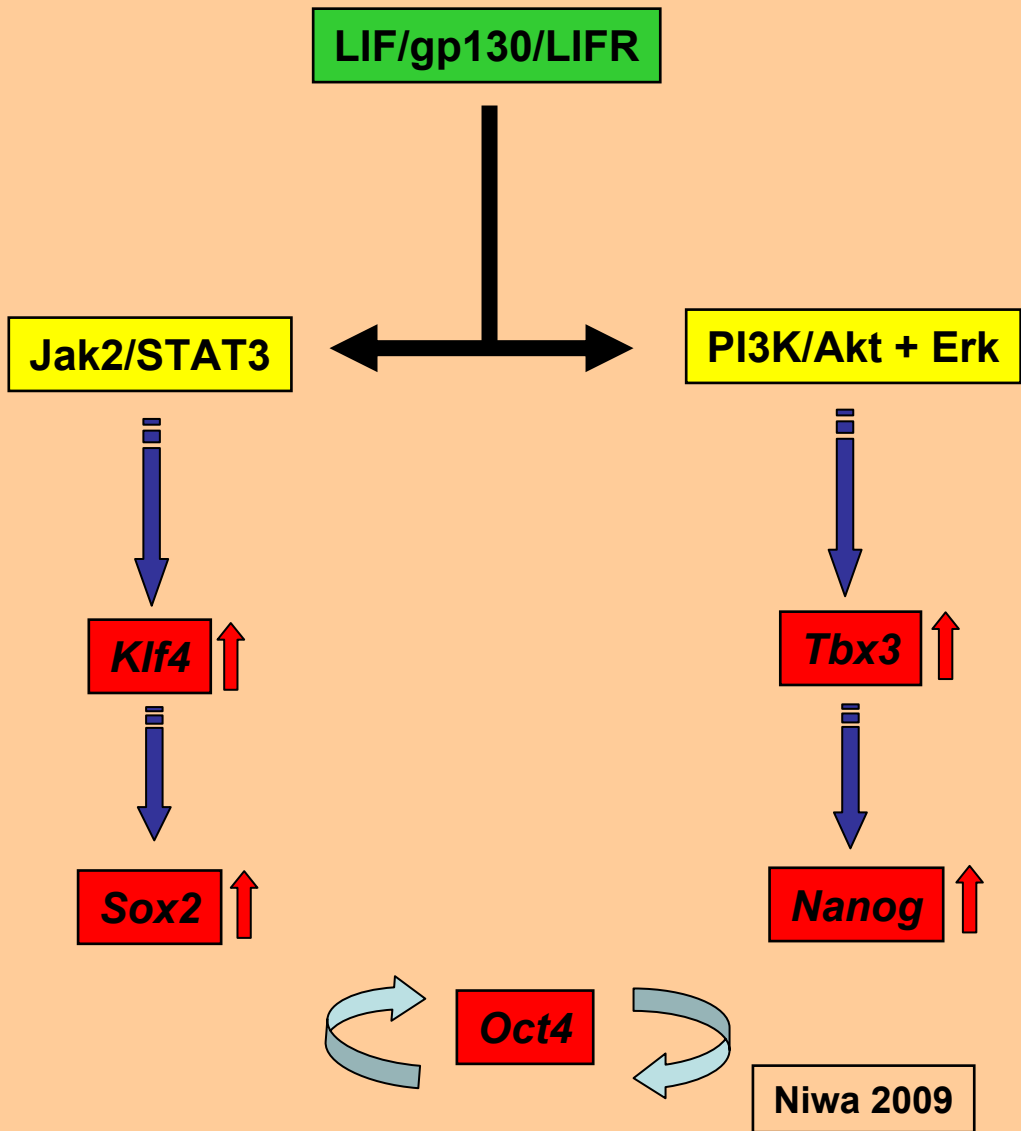 LIF/gp130/LIFR
Jak2/STAT3
PI3K/Akt + Erk
Klf4
Tbx3
Sox2
Nanog
Oct4
Niwa 2009